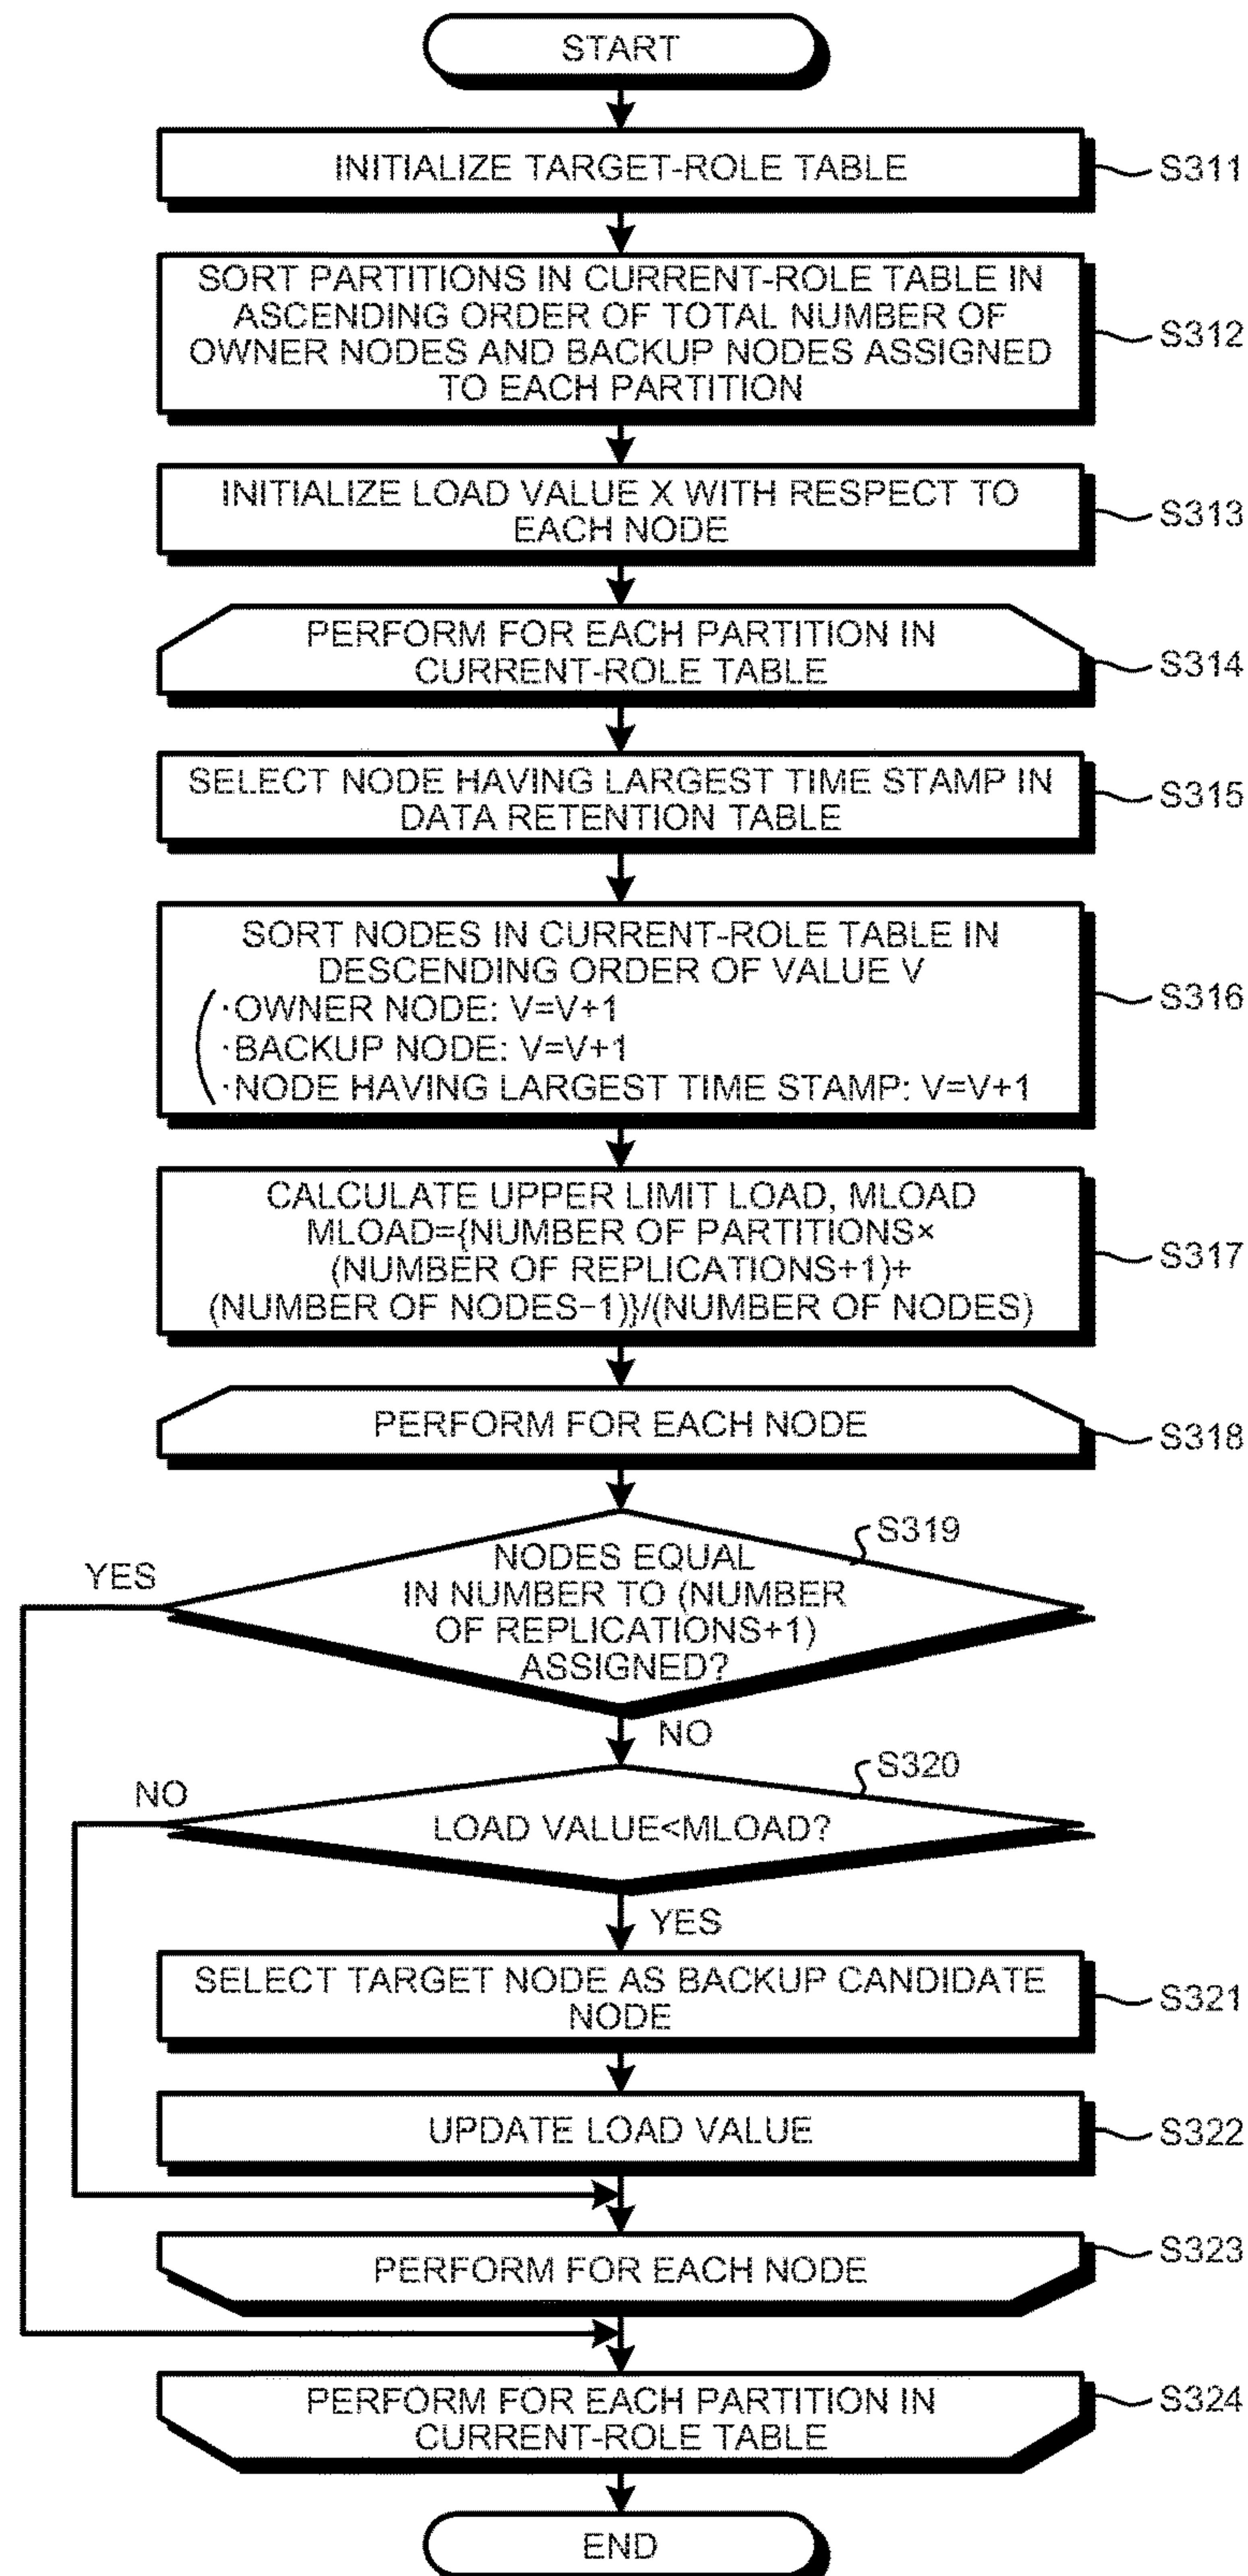 START
INITIALIZE TARGET-ROLE TABLE
S311
SORT PARTITIONS IN CURRENT-ROLE TABLE IN
ASCENDING ORDER OF TOTAL NUMBER OF
OWNER NODES AND BACKUP NODES ASSIGNED
TO EACH PARTITION
S312
INITIALIZE LOAD VALUE X WITH RESPECT TO
EACH NODE
S313
PERFORM FOR EACH PARTITION IN
CURRENT-ROLE TABLE
S314
SELECT NODE HAVING LARGEST TIME STAMP IN
DATA RETENTION TABLE
S315
SORT NODES IN CURRENT-ROLE TABLE IN
DESCENDING ORDER OF VALUE V
(·OWNER NODE: V=V+1
·BACKUP NODE: V=V+1
·NODE HAVING LARGEST TIME STAMP: V=V+1
S316
CALCULATE UPPER LIMIT LOAD, MLOAD
MLOAD={NUMBER OF PARTITIONS×
(NUMBER OF REPLICATIONS+1)+
(NUMBER OF NODES−1)}/(NUMBER OF NODES)
S317
PERFORM FOR EACH NODE
S318
S319
NODES EQUAL
IN NUMBER TO (NUMBER
OF REPLICATIONS+1)
ASSIGNED?
YES
NO
S320
LOAD VALUE<MLOAD?
NO
YES
SELECT TARGET NODE AS BACKUP CANDIDATE
NODE
S321
UPDATE LOAD VALUE
S322
PERFORM FOR EACH NODE
S323
PERFORM FOR EACH PARTITION IN
CURRENT-ROLE TABLE
S324
END